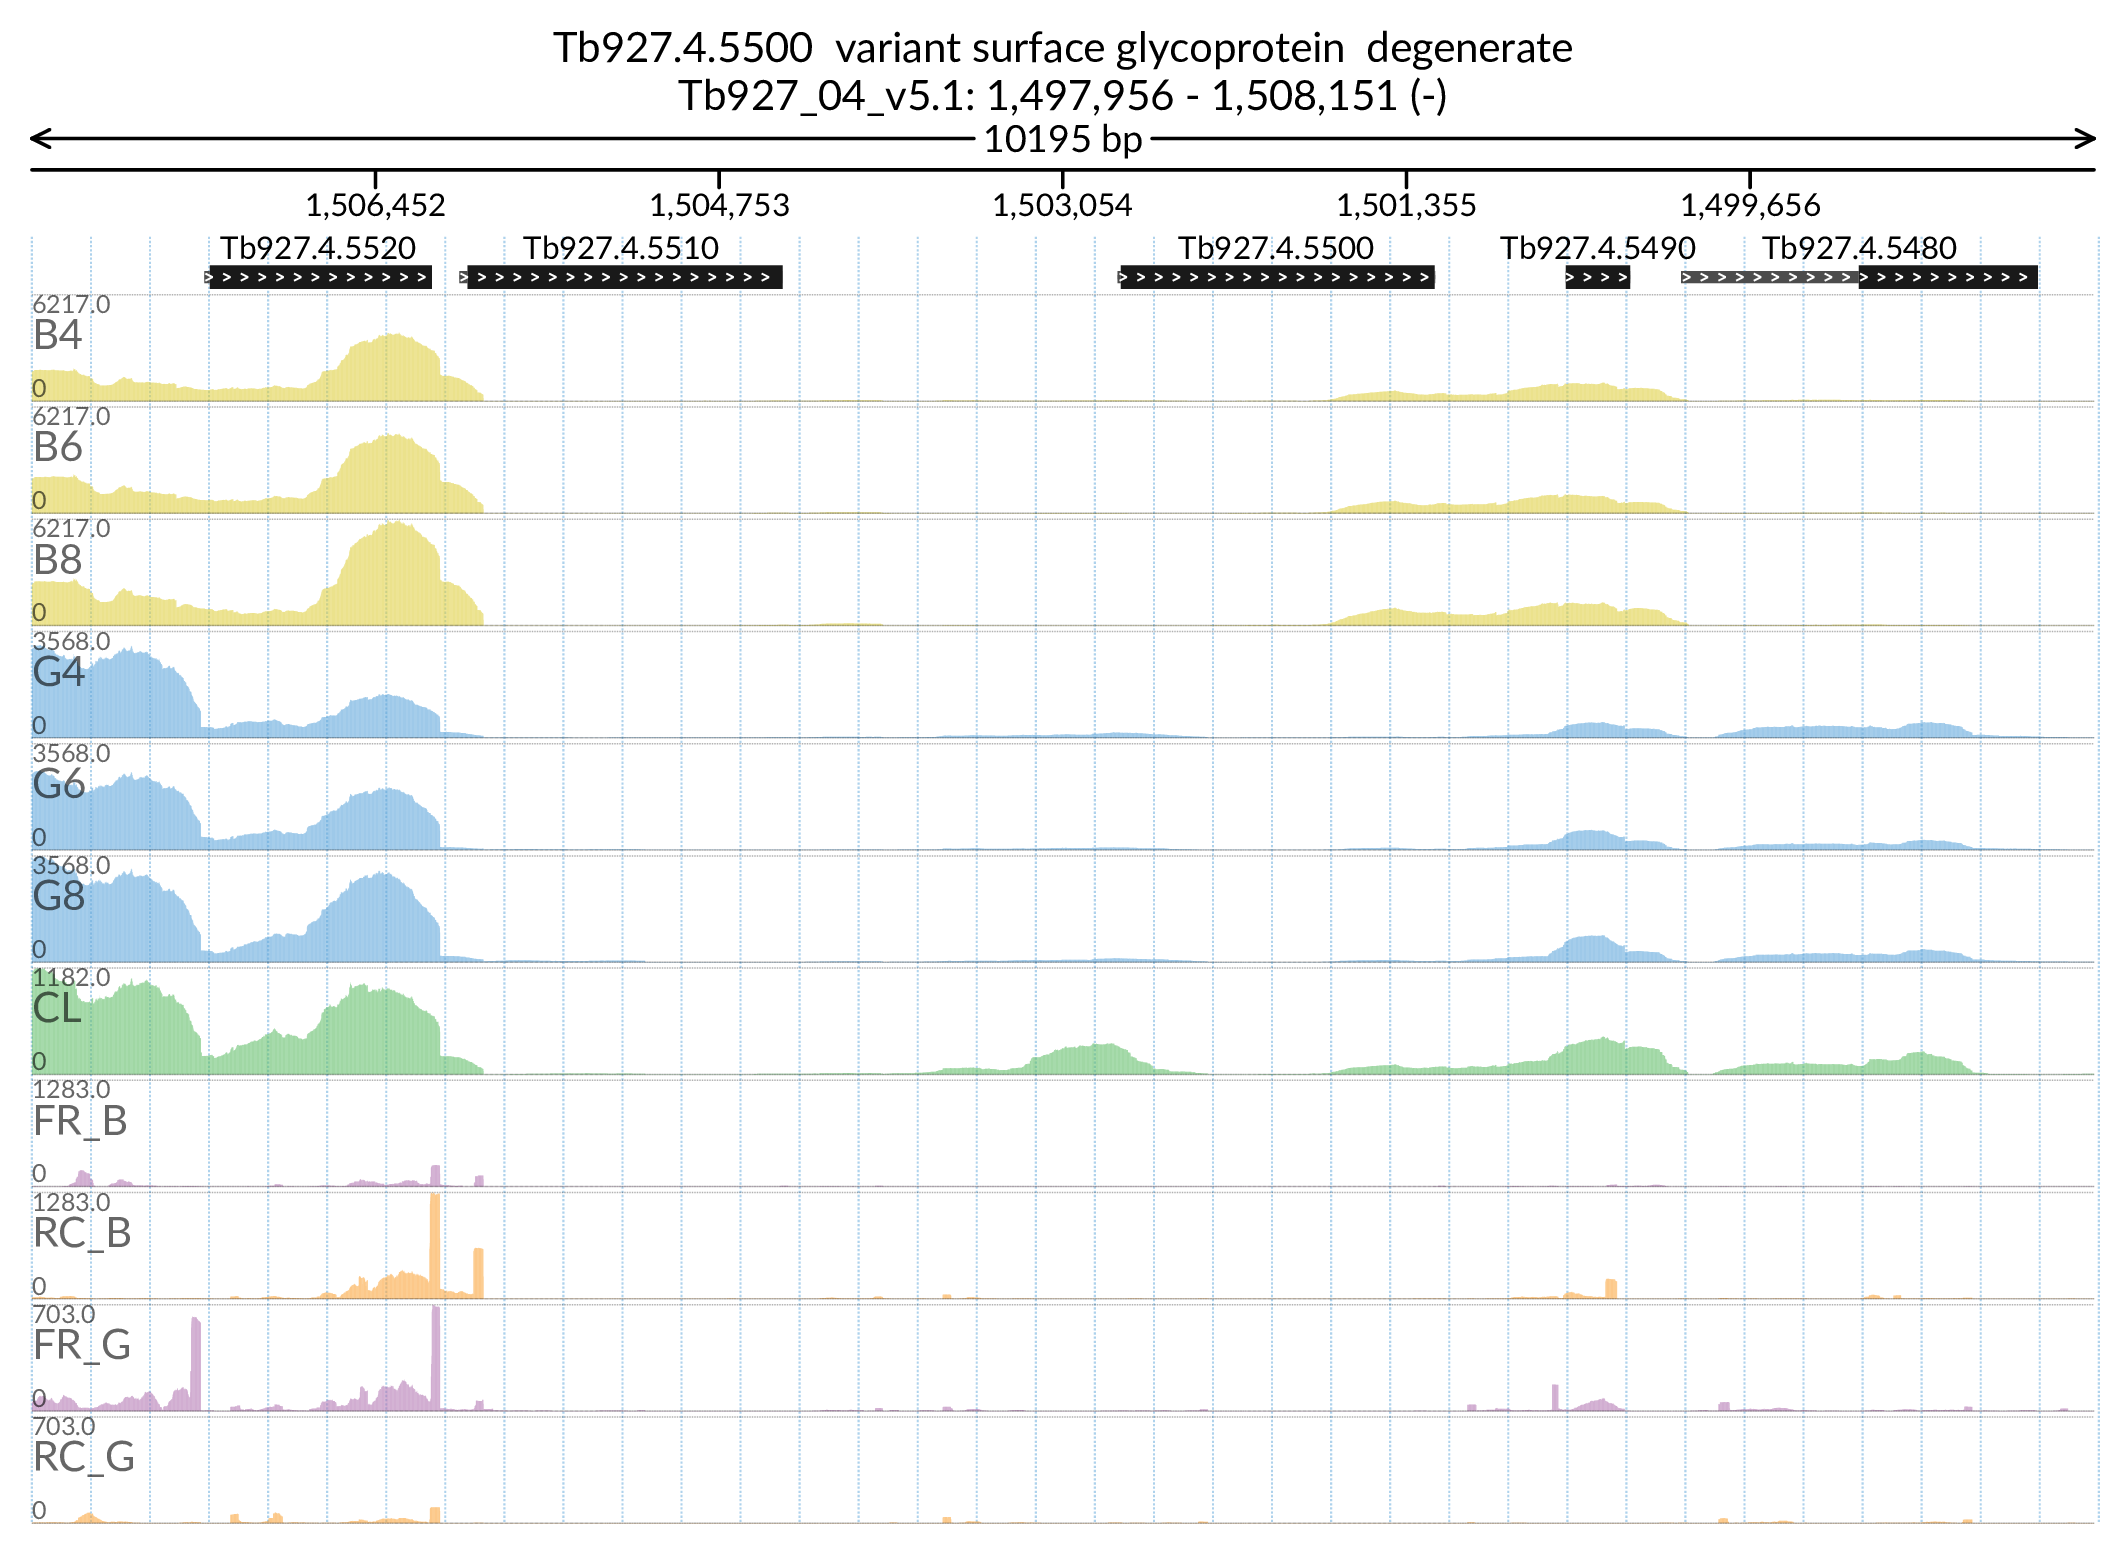 Tb927.4.5500  variant surface glycoprotein  degenerate
Tb927_04_v5.1: 1,497,956 - 1,508,151 (-)
10195 bp
1,506,452 1,504,753 1,503,054 1,501,355 1,499,656
Tb927.4.5520 Tb927.4.5510 Tb927.4.5500 Tb927.4.5490 Tb927.4.5480
6217.0
B4
0
6217.0
B6
0
6217.0
B8
0
3568.0
G4
0
3568.0
G6
0
3568.0
G8
0
1182.0
CL
0
1283.0
FR_B
0
1283.0
RC_B
0
703.0
FR_G
0
703.0
RC_G
0